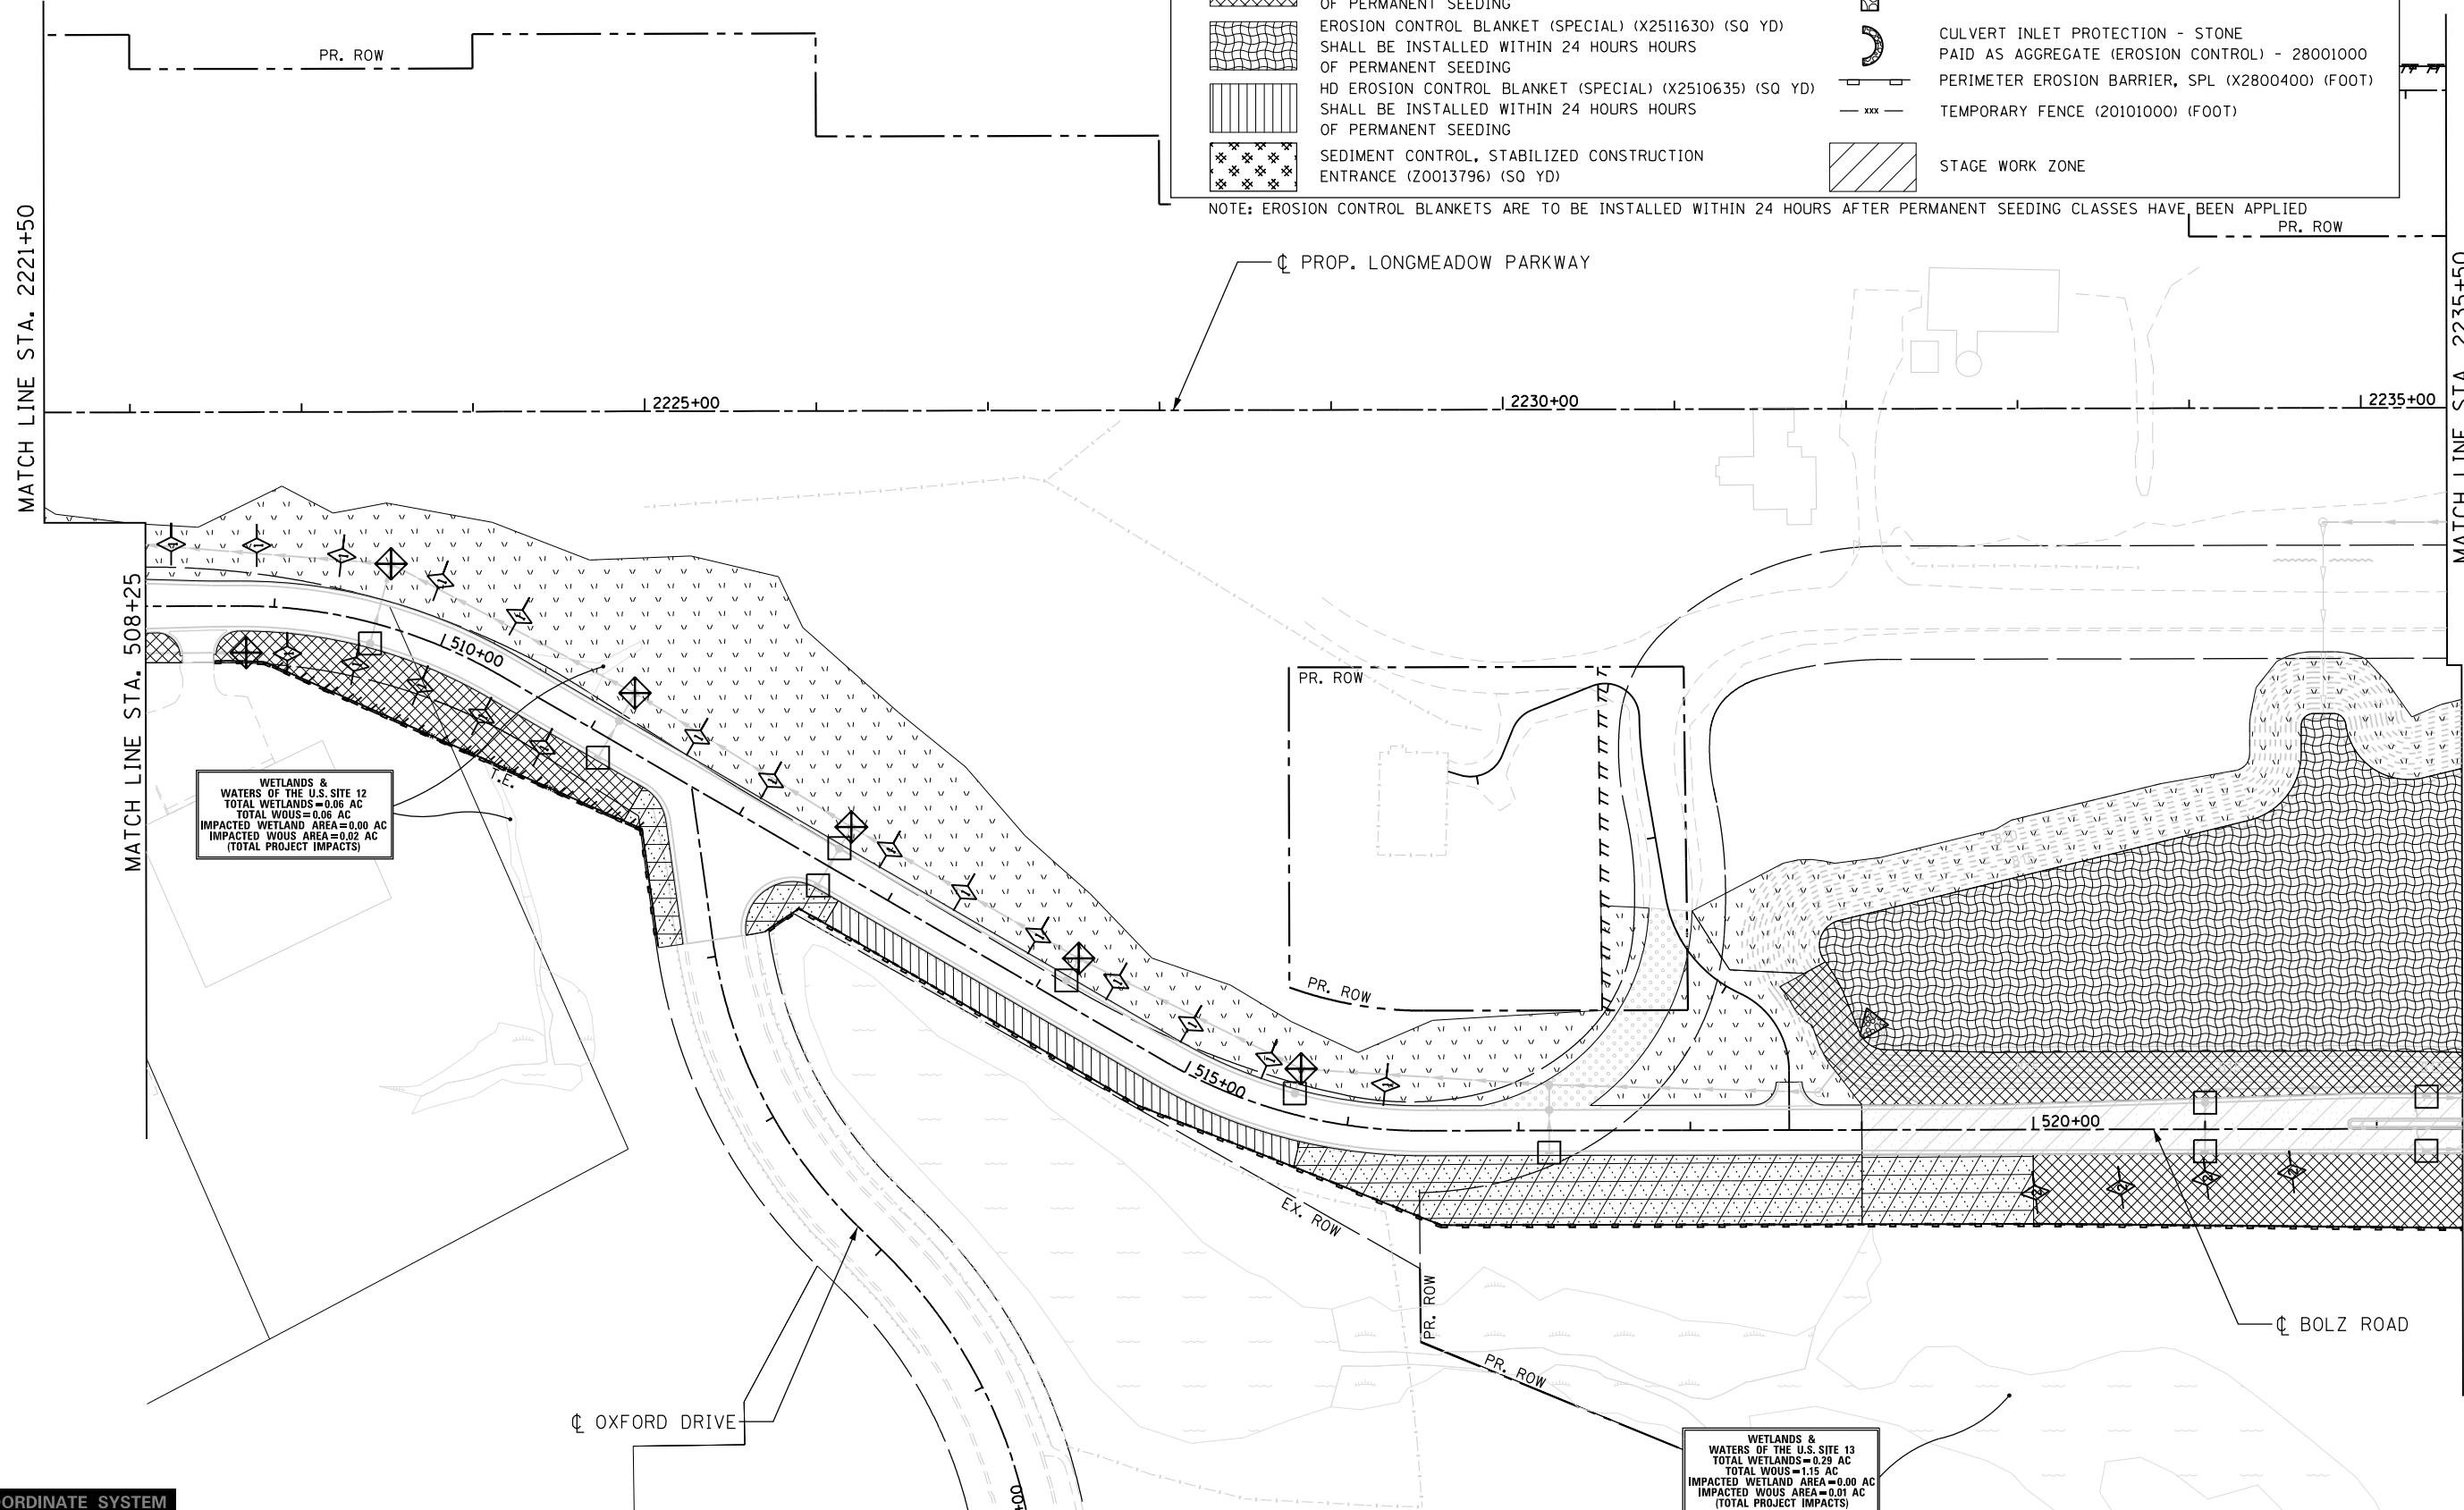 OF PERMANENT SEEDING
EROSION CONTROL BLANKET (SPECIAL) (X2511630) (SQ YD)
SHALL BE INSTALLED WITHIN 24 HOURS HOURS
OF PERMANENT SEEDING
HD EROSION CONTROL BLANKET (SPECIAL) (X2510635) (SQ YD)
SHALL BE INSTALLED WITHIN 24 HOURS HOURS
OF PERMANENT SEEDING
SEDIMENT CONTROL, STABILIZED CONSTRUCTION
ENTRANCE (Z0013796) (SQ YD)
CULVERT INLET PROTECTION - STONE
PAID AS AGGREGATE (EROSION CONTROL) - 28001000
PERIMETER EROSION BARRIER, SPL (X2800400) (FOOT)
xxx
TEMPORARY FENCE (20101000) (FOOT)
STAGE WORK ZONE
NOTE: EROSION CONTROL BLANKETS ARE TO BE INSTALLED WITHIN 24 HOURS AFTER PERMANENT SEEDING CLASSES HAVE BEEN APPLIED
PR. ROW
PR. ROW
MATCH LINE STA. 2221+50
MATCH LINE STA. 2235+50
℄ PROP. LONGMEADOW PARKWAY
2225+00
2230+00
2235+00
MATCH LINE STA. 508+25
510+00
T.E.
WETLANDS &
WATERS OF THE U.S. SITE 12
TOTAL WETLANDS=0.06 AC
TOTAL WOUS=0.06 AC
IMPACTED WETLAND AREA=0.00 AC
IMPACTED WOUS AREA=0.02 AC
(TOTAL PROJECT IMPACTS)
PR. ROW
PR. ROW
515+00
520+00
EX. ROW
PR. ROW
PR. ROW
℄ BOLZ ROAD
℄ OXFORD DRIVE
WETLANDS &
WATERS OF THE U.S. SITE 13
TOTAL WETLANDS=0.29 AC
TOTAL WOUS=1.15 AC
IMPACTED WETLAND AREA=0.00 AC
IMPACTED WOUS AREA=0.01 AC
(TOTAL PROJECT IMPACTS)
+00
ORDINATE SYSTEM